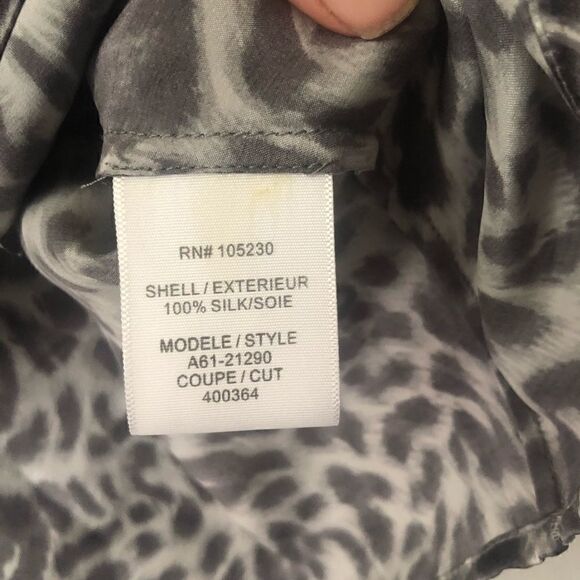 RN# 105230
SHELL / EXTERIEUR
100% SILK/SOIE
MODELE / STYLE
A61-21290
COUPE / CUT
400364